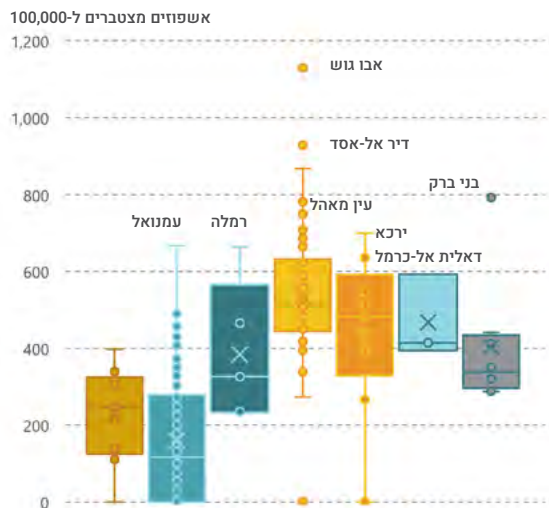 אשפוזים מצטברים ל-100,000
1,200
אבו גוש
1,000
דיר אל-אסד
800
בני ברק
עין מאהל
רמלה
עמנואל
ירכא
דאלית אל-כרמל
600
400
200
0